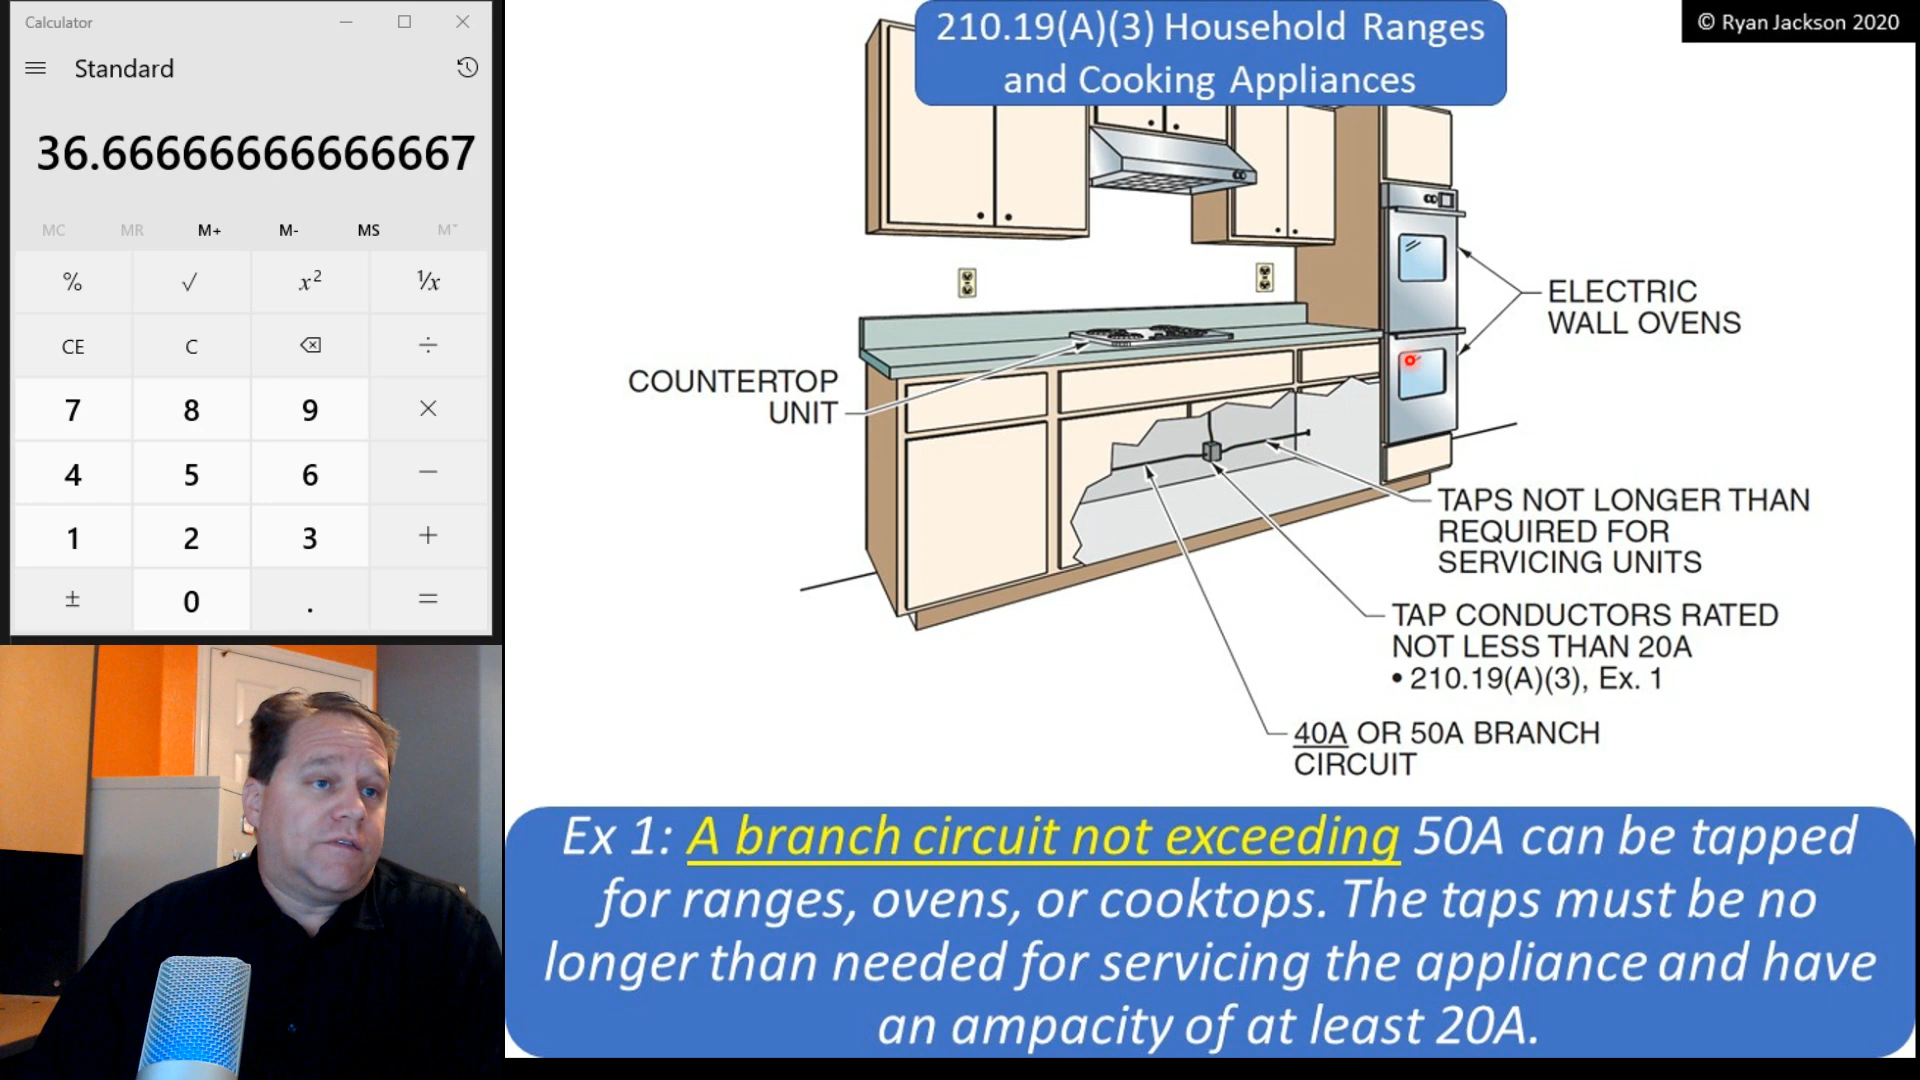 Calculator
Standard
36.66666666666667
MC MR M+ M- MS M˅
% √ x² ¹/x
CE C ÷
7 8 9 ×
4 5 6 −
1 2 3 +
± 0 . =
210.19(A)(3) Household Ranges
and Cooking Appliances
© Ryan Jackson 2020
ELECTRIC
WALL OVENS
COUNTERTOP
UNIT
TAPS NOT LONGER THAN
REQUIRED FOR
SERVICING UNITS
TAP CONDUCTORS RATED
NOT LESS THAN 20A
• 210.19(A)(3), Ex. 1
40A OR 50A BRANCH
CIRCUIT
Ex 1: A branch circuit not exceeding 50A can be tapped
for ranges, ovens, or cooktops. The taps must be no
longer than needed for servicing the appliance and have
an ampacity of at least 20A.